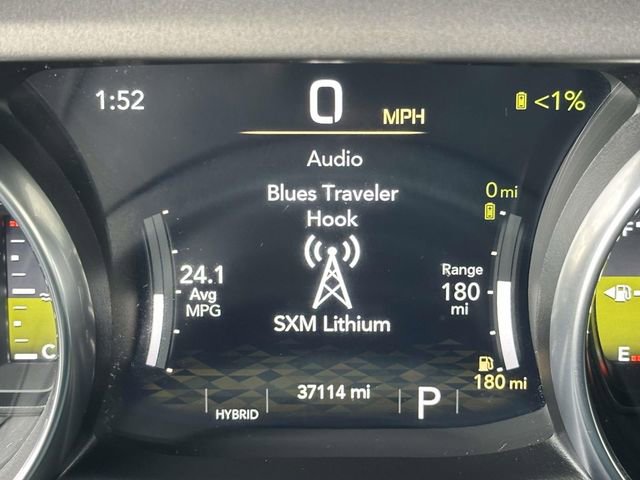 1:52
0 MPH
<1%
Audio
Blues Traveler
Hook
0 mi
24.1
Avg
MPG
Range
180
mi
SXM Lithium
180 mi
HYBRID
37114 mi
P
C
F
E